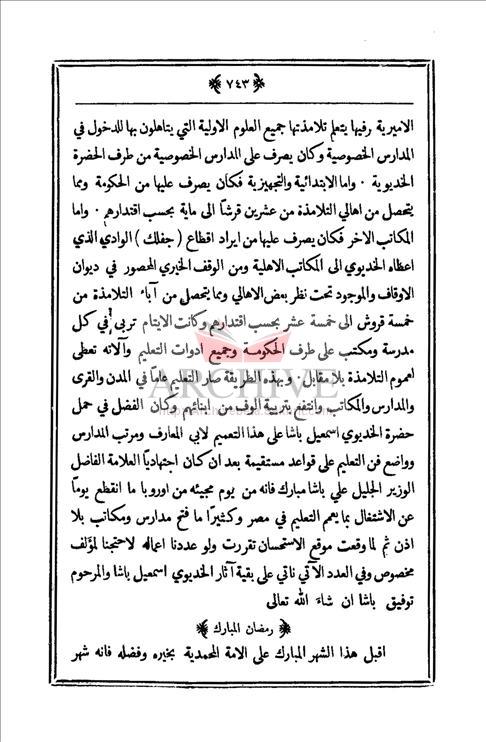 ٧٤٣
الاميرية رفيها يتعلم تلامذتها جميع العلوم الاولية التي يتاهلون بها للدخول في
المدارس الخصوصية وكان يصرف على المدارس الخصوصية من طرف الحضرة
الخديوية ٠ واما الابتدائية والتجهيزية فكان يصرف عليها من الحكومة ومما
يتحصل من اهالي التلامذة من عشرين قرشًا الى ماية بحسب اقتدارهم ٠ واما
المكاتب الاخر فكان يصرف عليها من ايراد اقطاع ( جفلك ) الوادي الذي
اعطاه الخديوي الى المكاتب الاهلية ومن الوقف الخيري المحصور في ديوان
الاوقاف والموجود تحت نظر بعض الاهالي ومما يتحصل من آباء التلامذة من
خمسة قروش الى خمسة عشر بحسب اقتدارهم وكانت الايتام تربى في كل
مدرسة ومكتب على طرف الحكومة وجميع ادوات التعليم وآلاته تعطى
لعموم التلامذة بلا مقابل ٠ وبهذه الطريقة صار التعليم عاما في المدن والقرى
ARCHIVE
والمدارس والمكاتب وانتفع بتربية الوف من ابنائهم وكان الفضل في حمل
حضرة الخديوي اسمعيل باشا على هذا التعميم لابي المعارف ومرتب المدارس
وواضع فن التعليم على قواعد مستقيمة بعد ان كان اجتهاديًا العلامة الفاضل
الوزير الجليل علي باشا مبارك فانه من يوم مجيئه من اوروبا ما انقطع يومًا
عن الاشتغال بما يعمم التعليم في مصر وكثيرًا ما فتح مدارس ومكاتب بلا
اذن ثم لما وقعت موقع الاستحسان تقررت ولو عددنا اعماله لاحتجنا لمؤلف
مخصوص وفي العدد الآتي ناتي على بقية آثار الخديوي اسمعيل باشا والمرحوم
توفيق باشا ان شاء الله تعالى
رمضان المبارك
اقبل هذا الشهر المبارك على الامة المحمدية بخيره وفضله فانه شهر